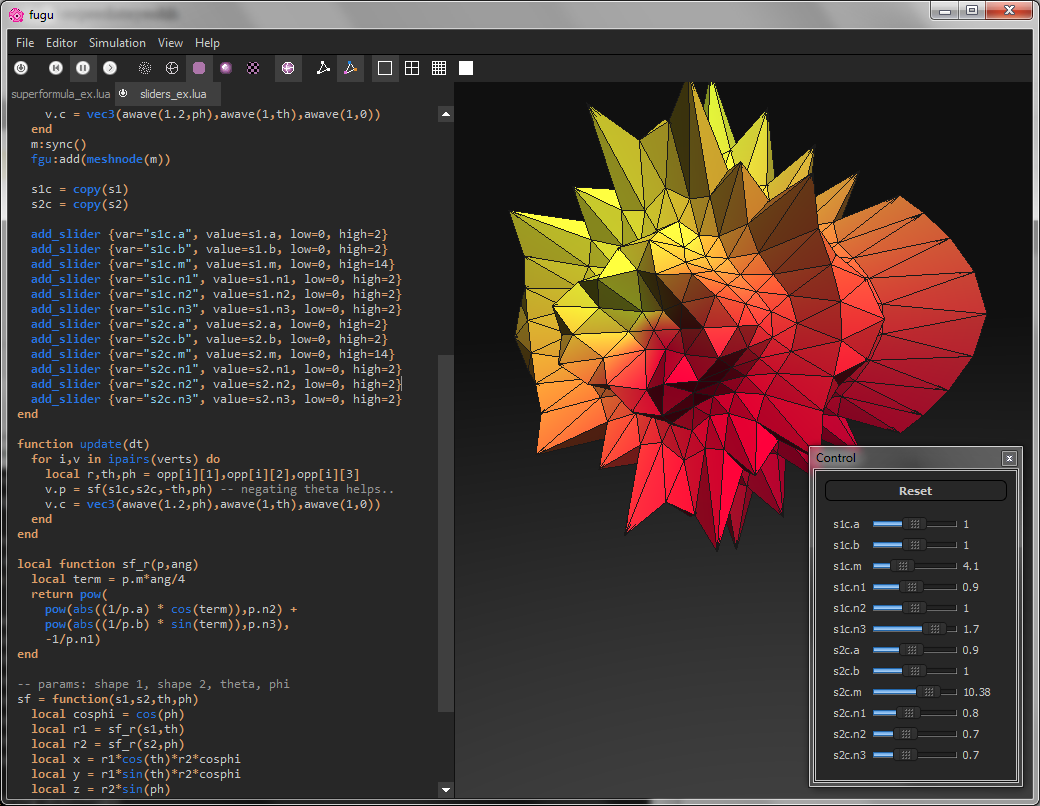 fugu
File Editor Simulation View Help
superformula_ex.lua sliders_ex.lua
v.c = vec3(awave(1.2,ph),awave(1,th),awave(1,0))
end
m:sync()
fgu:add(meshnode(m))
s1c = copy(s1)
s2c = copy(s2)
add_slider {var="s1c.a", value=s1.a, low=0, high=2}
add_slider {var="s1c.b", value=s1.b, low=0, high=2}
add_slider {var="s1c.m", value=s1.m, low=0, high=14}
add_slider {var="s1c.n1", value=s1.n1, low=0, high=2}
add_slider {var="s1c.n2", value=s1.n2, low=0, high=2}
add_slider {var="s1c.n3", value=s1.n3, low=0, high=2}
add_slider {var="s2c.a", value=s2.a, low=0, high=2}
add_slider {var="s2c.b", value=s2.b, low=0, high=2}
add_slider {var="s2c.m", value=s2.m, low=0, high=14}
add_slider {var="s2c.n1", value=s2.n1, low=0, high=2}
add_slider {var="s2c.n2", value=s2.n2, low=0, high=2}
add_slider {var="s2c.n3", value=s2.n3, low=0, high=2}
end
function update(dt)
for i,v in ipairs(verts) do
local r,th,ph = opp[i][1],opp[i][2],opp[i][3]
v.p = sf(s1c,s2c,-th,ph) -- negating theta helps..
v.c = vec3(awave(1.2,ph),awave(1,th),awave(1,0))
end
end
local function sf_r(p,ang)
local term = p.m*ang/4
return pow(
pow(abs((1/p.a) * cos(term)),p.n2) +
pow(abs((1/p.b) * sin(term)),p.n3),
-1/p.n1)
end
-- params: shape 1, shape 2, theta, phi
sf = function(s1,s2,th,ph)
local cosphi = cos(ph)
local r1 = sf_r(s1,th)
local r2 = sf_r(s2,ph)
local x = r1*cos(th)*r2*cosphi
local y = r1*sin(th)*r2*cosphi
local z = r2*sin(ph)
Control
Reset
s1c.a 1
s1c.b 1
s1c.m 4.1
s1c.n1 0.9
s1c.n2 1
s1c.n3 1.7
s2c.a 0.9
s2c.b 1
s2c.m 10.38
s2c.n1 0.8
s2c.n2 0.7
s2c.n3 0.7